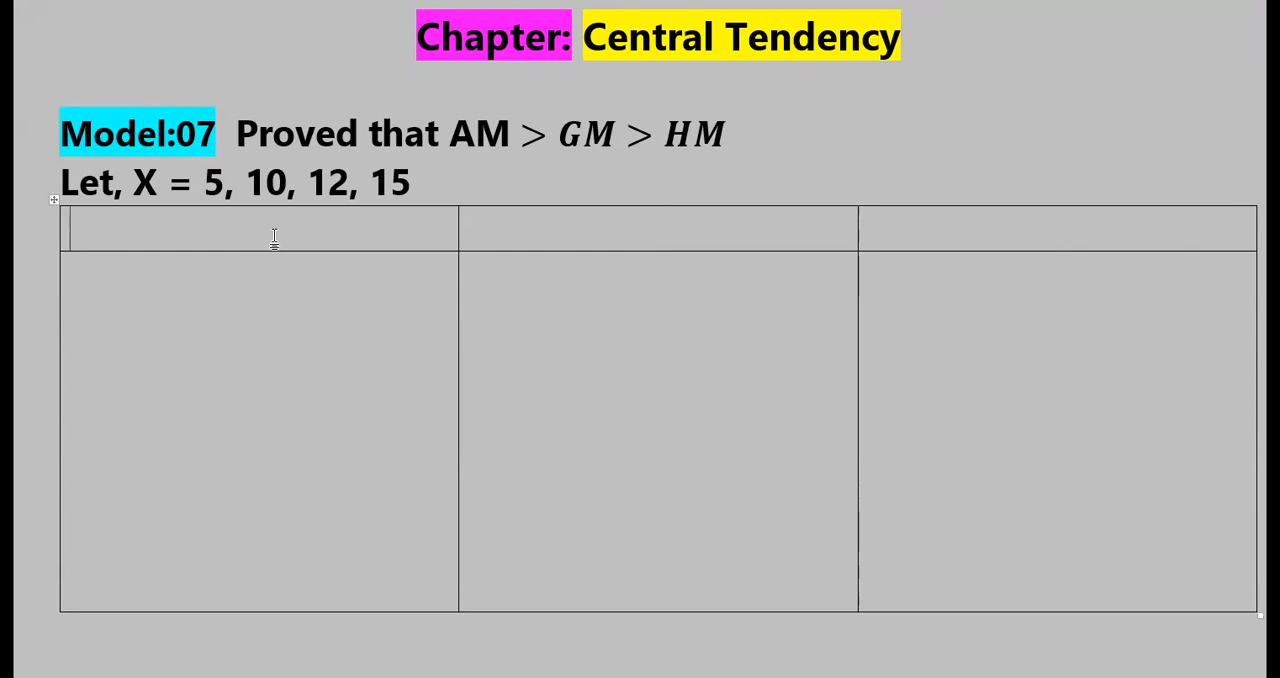 Chapter: Central Tendency
Model:07 Proved that AM > GM > HM
Let, X = 5, 10, 12, 15